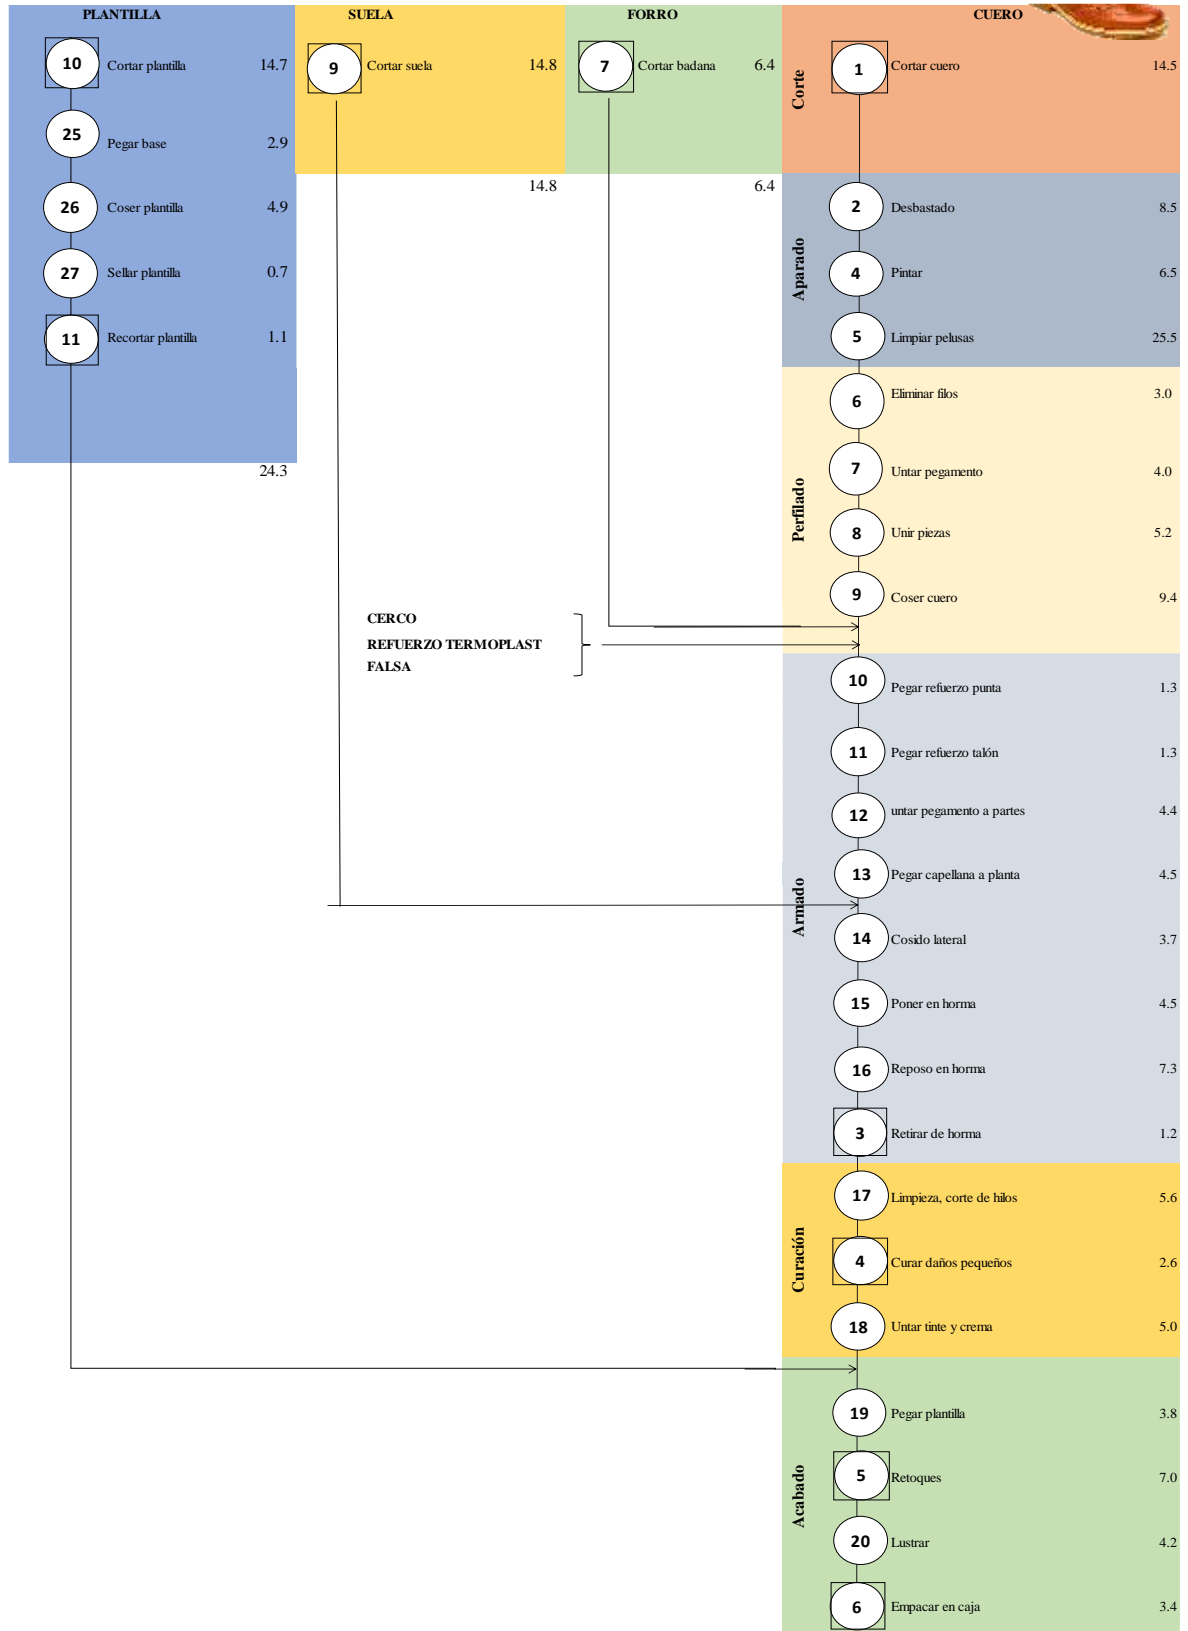 PLANTILLA SUELA FORRO CUERO
10 Cortar plantilla 14.7 9 Cortar suela 14.8 7 Cortar badana 6.4 1 Cortar cuero 14.5
Corte
25 Pegar base 2.9
14.8 6.4
26 Coser plantilla 4.9 2 Desbastado 8.5
Aparado
27 Sellar plantilla 0.7 4 Pintar 6.5
11 Recortar plantilla 1.1 5 Limpiar pelusas 25.5
6 Eliminar filos 3.0
24.3 7 Untar pegamento 4.0
Perfilado
8 Unir piezas 5.2
9 Coser cuero 9.4
CERCO
REFUERZO TERMOPLAST
FALSA
10 Pegar refuerzo punta 1.3
11 Pegar refuerzo talón 1.3
12 untar pegamento a partes 4.4
13 Pegar capellana a planta 4.5
Armado
14 Cosido lateral 3.7
15 Poner en horma 4.5
16 Reposo en horma 7.3
3 Retirar de horma 1.2
17 Limpieza, corte de hilos 5.6
Curación
4 Curar daños pequeños 2.6
18 Untar tinte y crema 5.0
19 Pegar plantilla 3.8
5 Retoques 7.0
Acabado
20 Lustrar 4.2
6 Empacar en caja 3.4